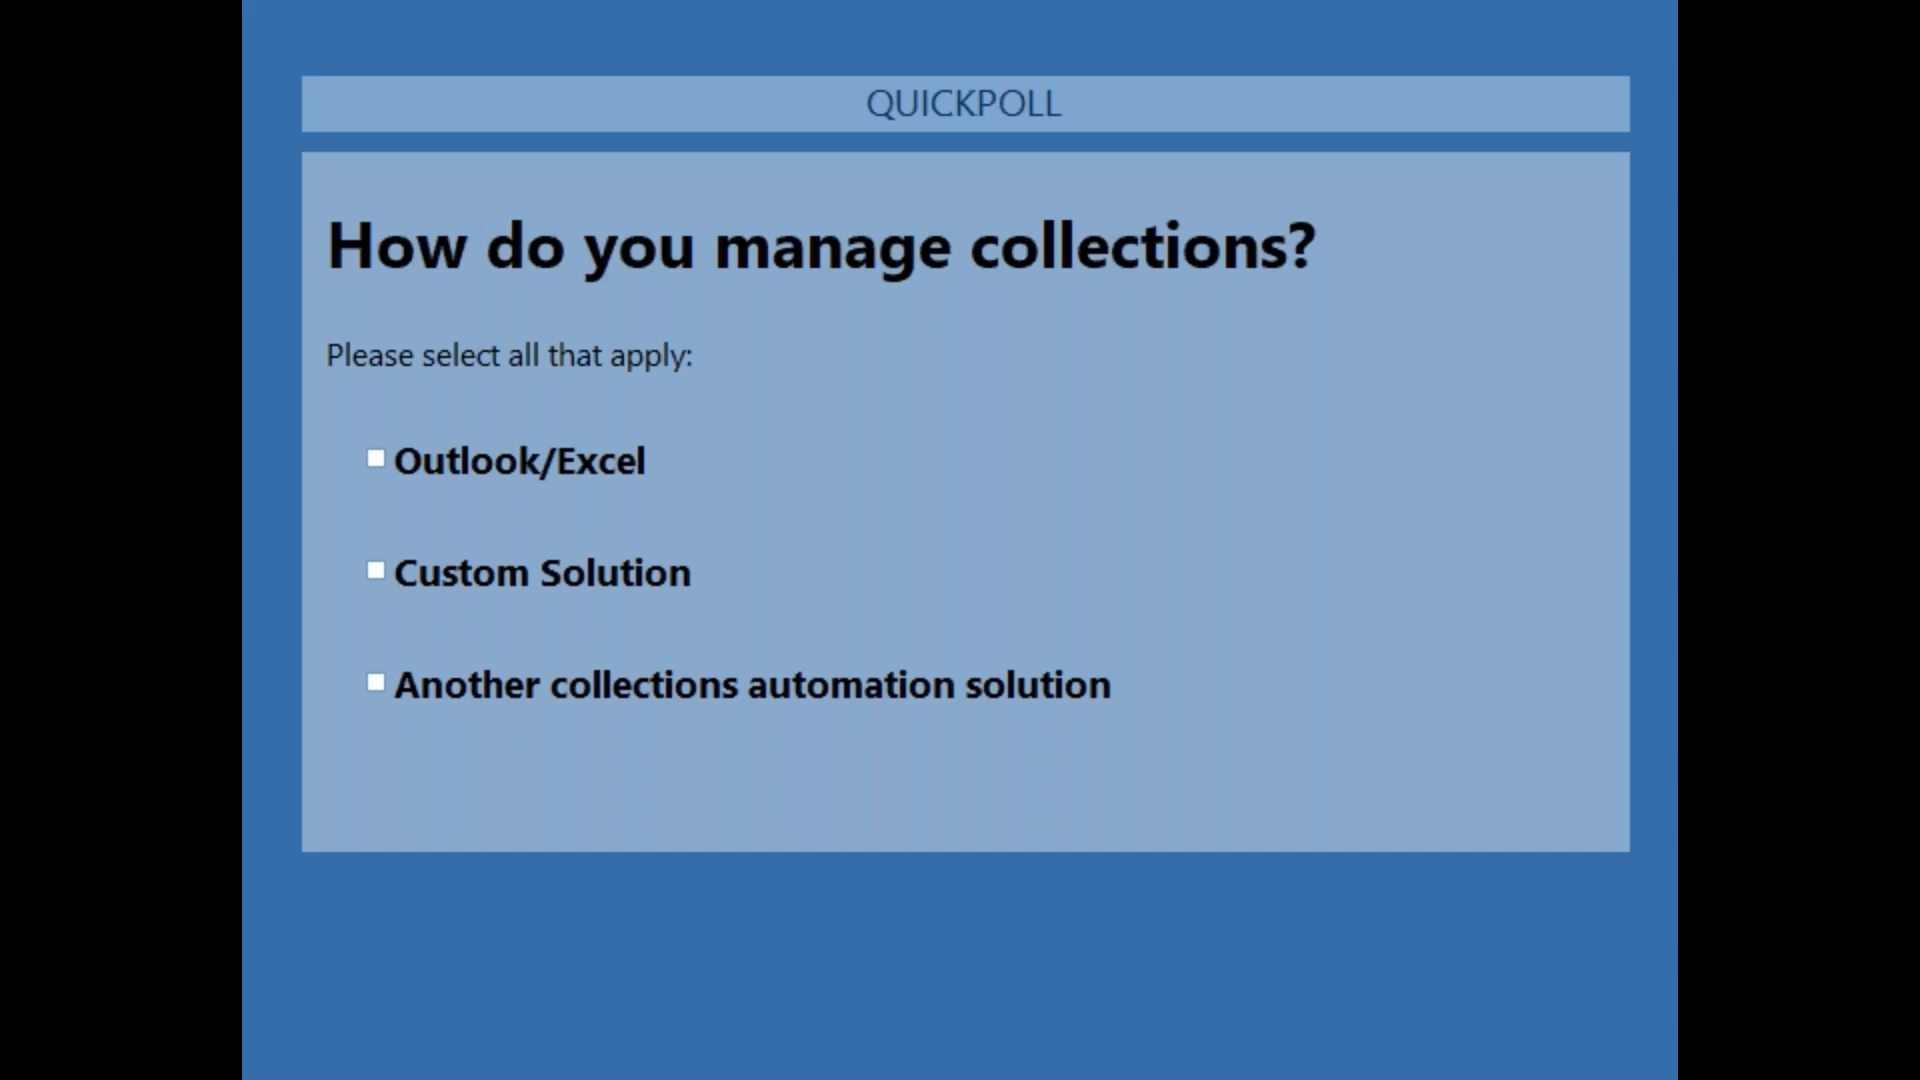 QUICKPOLL
How do you manage collections?
Please select all that apply:
Outlook/Excel
Custom Solution
Another collections automation solution